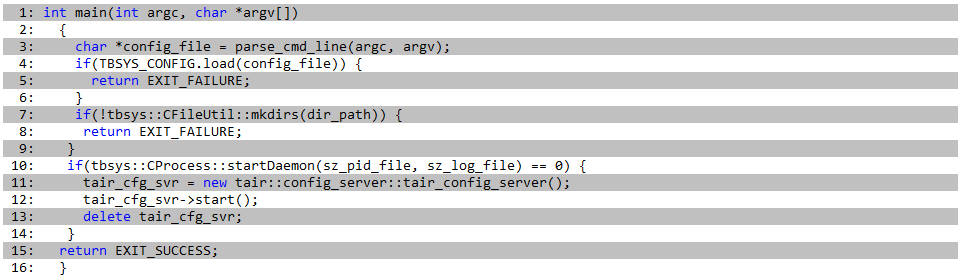 1: int main(int argc, char *argv[])
2: {
3: char *config_file = parse_cmd_line(argc, argv);
4: if(TBSYS_CONFIG.load(config_file)) {
5: return EXIT_FAILURE;
6: }
7: if(!tbsys::CFileUtil::mkdirs(dir_path)) {
8: return EXIT_FAILURE;
9: }
10: if(tbsys::CProcess::startDaemon(sz_pid_file, sz_log_file) == 0) {
11: tair_cfg_svr = new tair::config_server::tair_config_server();
12: tair_cfg_svr->start();
13: delete tair_cfg_svr;
14: }
15: return EXIT_SUCCESS;
16: }